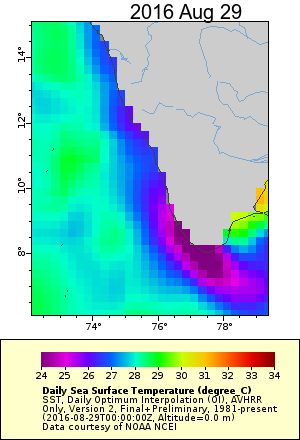 2016 Aug 29
14°
12°
10°
8°
74° 76° 78°
24 25 26 27 28 29 30 31 32 33 34
Daily Sea Surface Temperature (degree_C)
SST, Daily Optimum Interpolation (OI), AVHRR
Only, Version 2, Final+Preliminary, 1981-present
(2016-08-29T00:00:00Z, Altitude=0.0 m)
Data courtesy of NOAA NCEI